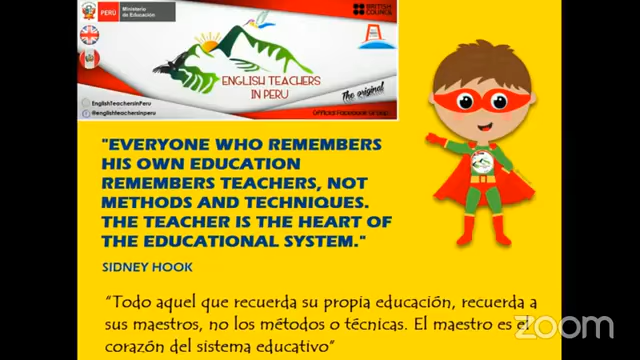 PERÚ
Ministerio
de Educación
BRITISH
COUNCIL
ENGLISH TEACHERS
IN PERU
The original
EnglishTeachersinPeru
@englishteachersinperu
Official Facebook Group
"EVERYONE WHO REMEMBERS
HIS OWN EDUCATION
REMEMBERS TEACHERS, NOT
METHODS AND TECHNIQUES.
THE TEACHER IS THE HEART OF
THE EDUCATIONAL SYSTEM."
SIDNEY HOOK
"Todo aquel que recuerda su propia educación, recuerda a
sus maestros, no los métodos o técnicas. El maestro es el
corazón del sistema educativo"
zoom